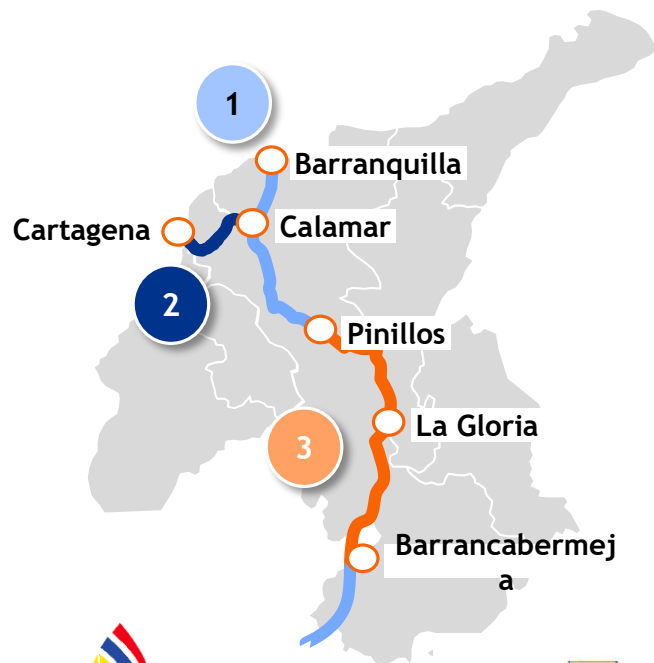 1
Barranquilla
Cartagena
Calamar
2
Pinillos
La Gloria
3
Barrancabermej
a